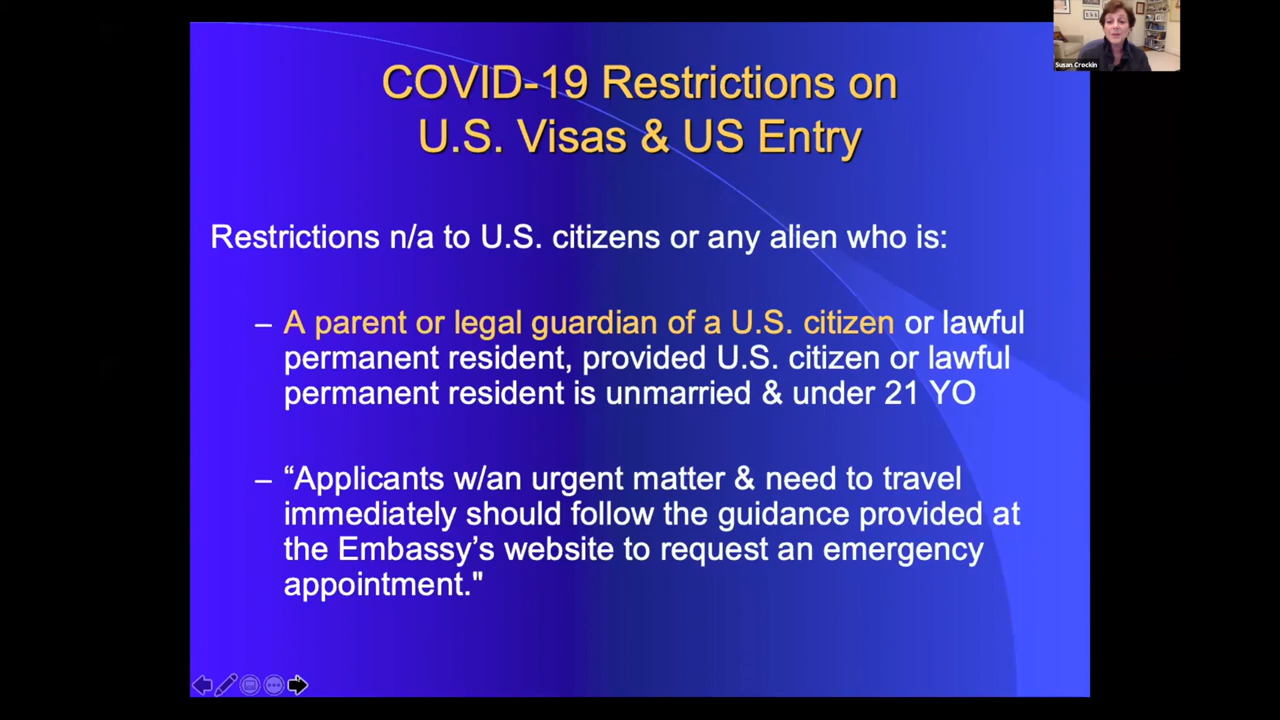 Susan Crockin
COVID-19 Restrictions on
U.S. Visas & US Entry
Restrictions n/a to U.S. citizens or any alien who is:
– A parent or legal guardian of a U.S. citizen or lawful
permanent resident, provided U.S. citizen or lawful
permanent resident is unmarried & under 21 YO
– “Applicants w/an urgent matter & need to travel
immediately should follow the guidance provided at
the Embassy’s website to request an emergency
appointment."